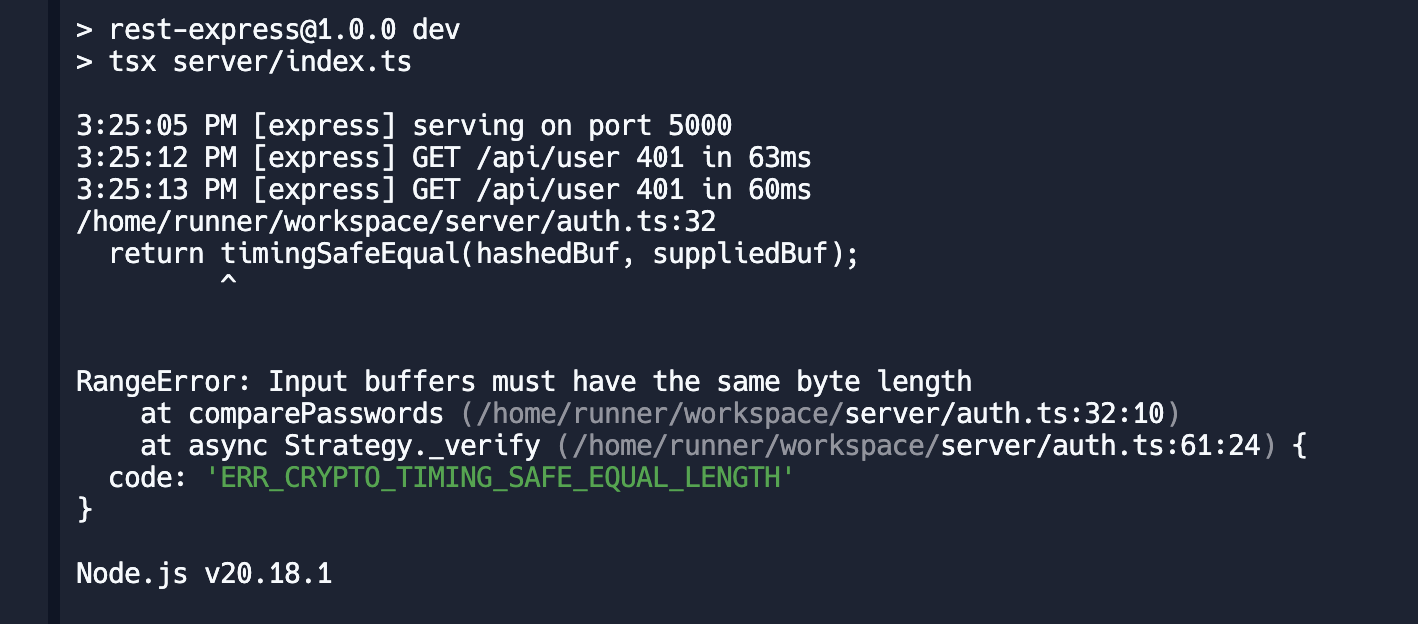 > rest-express@1.0.0 dev
> tsx server/index.ts
3:25:05 PM [express] serving on port 5000
3:25:12 PM [express] GET /api/user 401 in 63ms
3:25:13 PM [express] GET /api/user 401 in 60ms
/home/runner/workspace/server/auth.ts:32
  return timingSafeEqual(hashedBuf, suppliedBuf);
         ^
RangeError: Input buffers must have the same byte length
    at comparePasswords (/home/runner/workspace/server/auth.ts:32:10)
    at async Strategy._verify (/home/runner/workspace/server/auth.ts:61:24) {
  code: 'ERR_CRYPTO_TIMING_SAFE_EQUAL_LENGTH'
}
Node.js v20.18.1